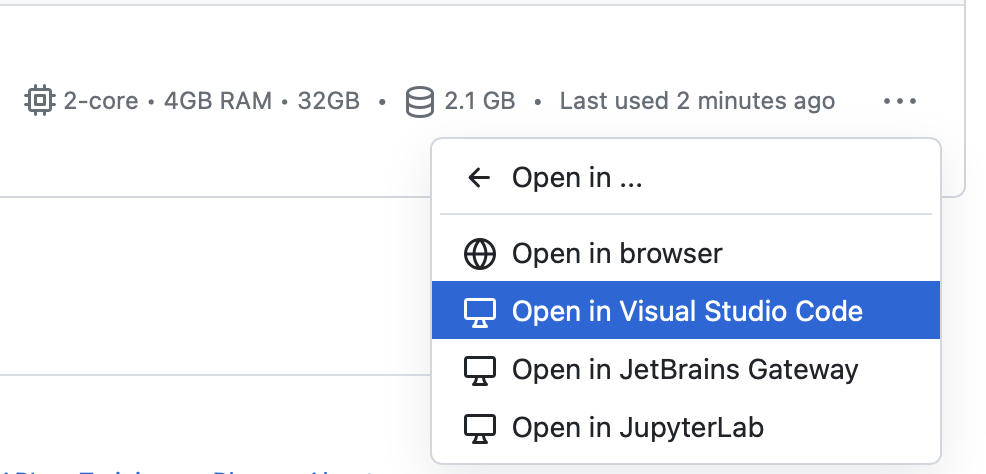 2-core • 4GB RAM • 32GB • 2.1 GB • Last used 2 minutes ago •••
Open in ...
Open in browser
Open in Visual Studio Code
Open in JetBrains Gateway
Open in JupyterLab